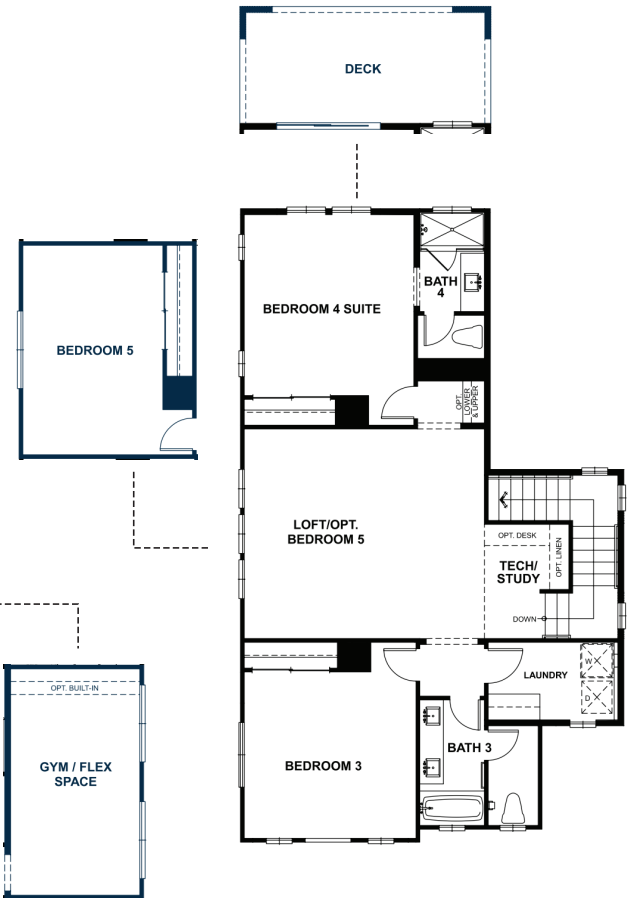 DECK
BEDROOM 4 SUITE
BATH
4
BEDROOM 5
OPT.
LOWER
& UPPER
LOFT/OPT.
BEDROOM 5
OPT. DESK
OPT. LINEN
TECH/
STUDY
DOWN
LAUNDRY
W
D
OPT. BUILT-IN
GYM / FLEX
SPACE
BEDROOM 3
BATH 3